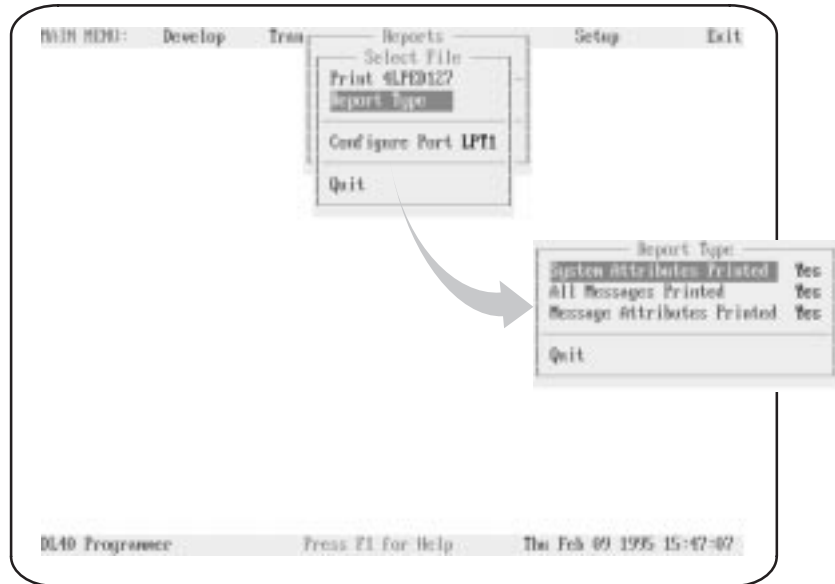 MAIN MENU: Develop Tran Reports Setup Exit
Select File
Print
Report Type
Configure Port LPT1
Quit
Report Type
System Attributes Printed Yes
All Messages Printed Yes
Message Attributes Printed Yes
Quit
DL40 Programmer Press F1 for Help Thu Feb 09 1995 15:47:07